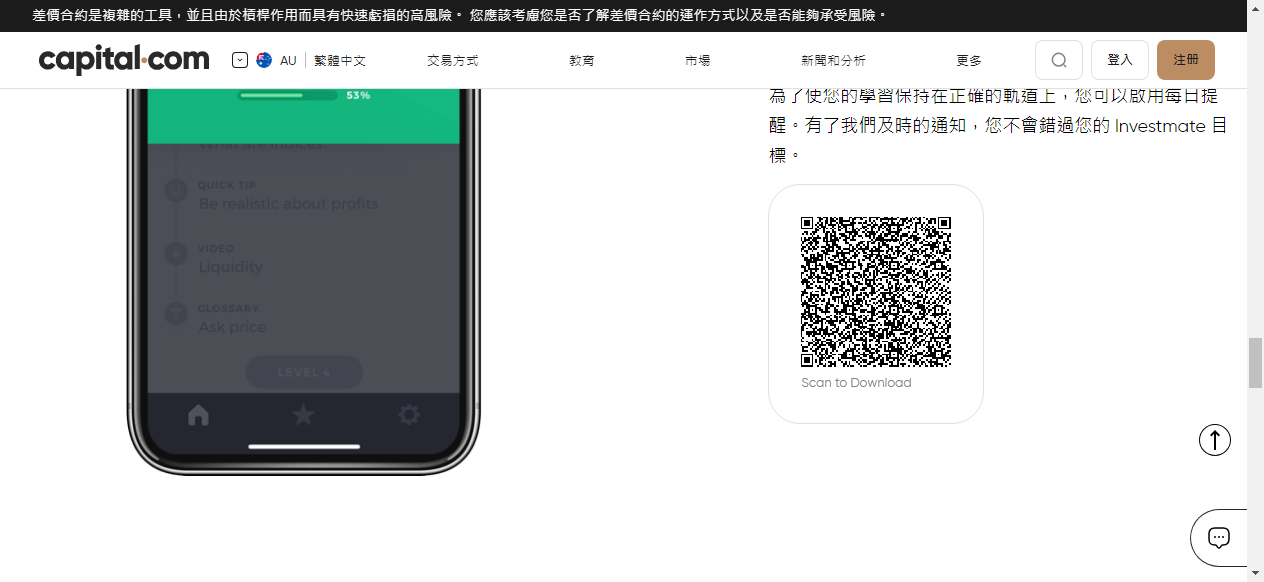 差價合約是複雜的工具，並且由於槓桿作用而具有快速虧損的高風險。 您應該考慮您是否了解差價合約的運作方式以及是否能夠承受風險。
capital.com AU 繁體中文 交易方式 教育 市場 新聞和分析 更多 登入 注册
53%
What are indices?
QUICK TIP
Be realistic about profits
VIDEO
Liquidity
GLOSSARY
Ask price
LEVEL 4
為了使您的學習保持在正確的軌道上，您可以啟用每日提
醒。有了我們及時的通知，您不會錯過您的 Investmate 目
標。
Scan to Download